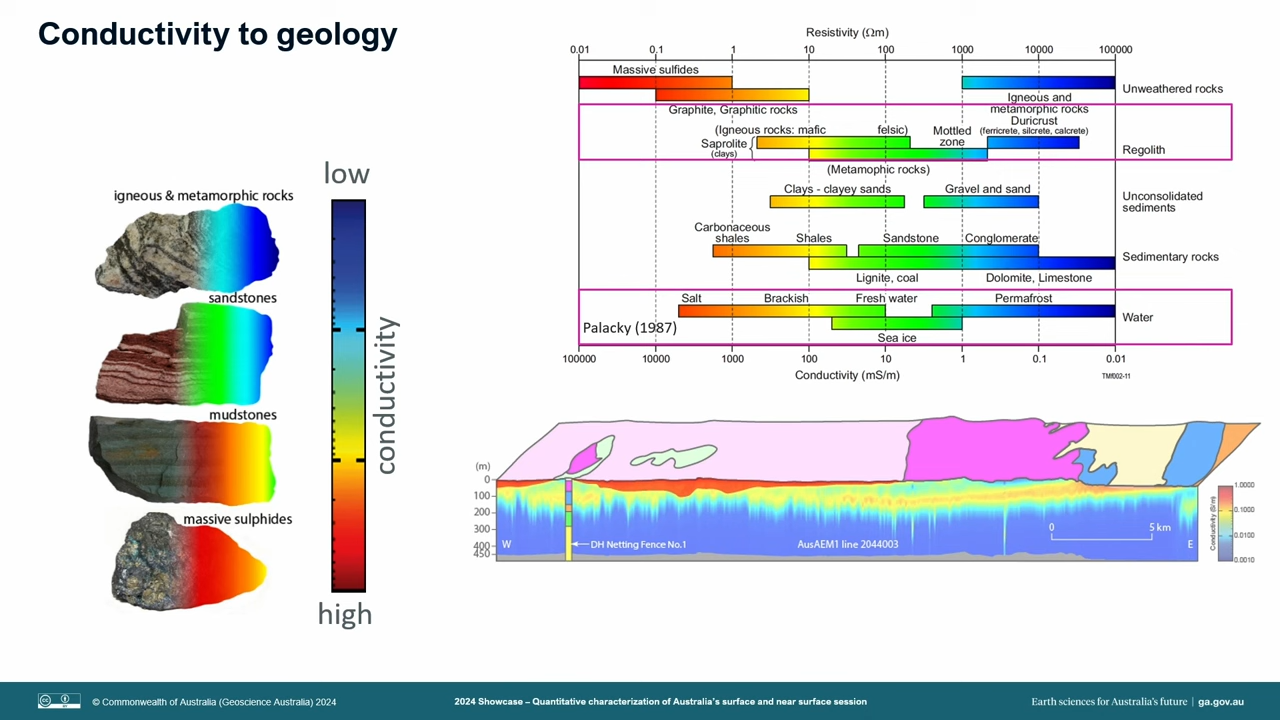 Conductivity to geology
low
igneous & metamorphic rocks
sandstones
mudstones
massive sulphides
conductivity
high
Resistivity (Ωm)
0.01 0.1 1 10 100 1000 10000 100000
Massive sulfides
Graphite, Graphitic rocks
Igneous and
metamorphic rocks
Unweathered rocks
Duricrust
(ferricrete, silcrete, calcrete)
(Igneous rocks: mafic felsic)
Mottled
zone
Saprolite
(clays)
Regolith
(Metamophic rocks)
Clays - clayey sands Gravel and sand
Unconsolidated
sediments
Carbonaceous
shales
Shales Sandstone Conglomerate
Sedimentary rocks
Lignite, coal Dolomite, Limestone
Salt Brackish Fresh water Permafrost
Water
Palacky (1987)
Sea ice
100000 10000 1000 100 10 1 0.1 0.01
Conductivity (mS/m)
TMf002-11
(m)
0
100
200
300
400
450
W
DH Netting Fence No.1
AusAEM1 line 2044003
0 5 km
E
Conductivity (S/m)
1.0000
0.1000
0.0100
0.0010
cc
BY
© Commonwealth of Australia (Geoscience Australia) 2024
2024 Showcase – Quantitative characterization of Australia's surface and near surface session
Earth sciences for Australia's future | ga.gov.au